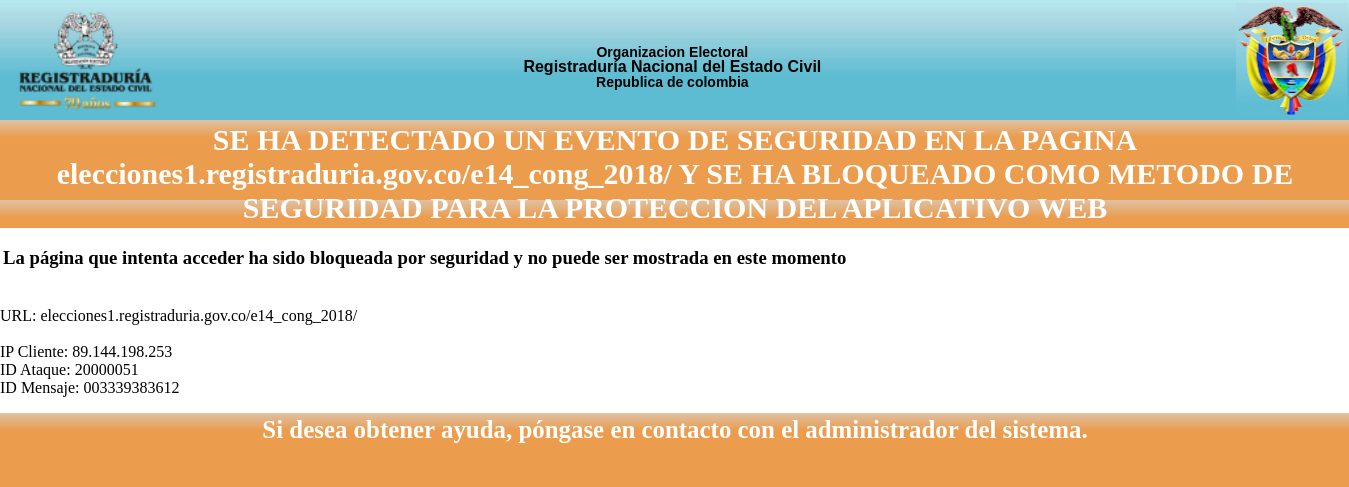 REGISTRADURÍA
NACIONAL DEL ESTADO CIVIL
70 años
Organizacion Electoral
Registraduría Nacional del Estado Civil
Republica de colombia
SE HA DETECTADO UN EVENTO DE SEGURIDAD EN LA PAGINA
elecciones1.registraduria.gov.co/e14_cong_2018/ Y SE HA BLOQUEADO COMO METODO DE
SEGURIDAD PARA LA PROTECCION DEL APLICATIVO WEB
La página que intenta acceder ha sido bloqueada por seguridad y no puede ser mostrada en este momento
URL: elecciones1.registraduria.gov.co/e14_cong_2018/
IP Cliente: 89.144.198.253
ID Ataque: 20000051
ID Mensaje: 003339383612
Si desea obtener ayuda, póngase en contacto con el administrador del sistema.